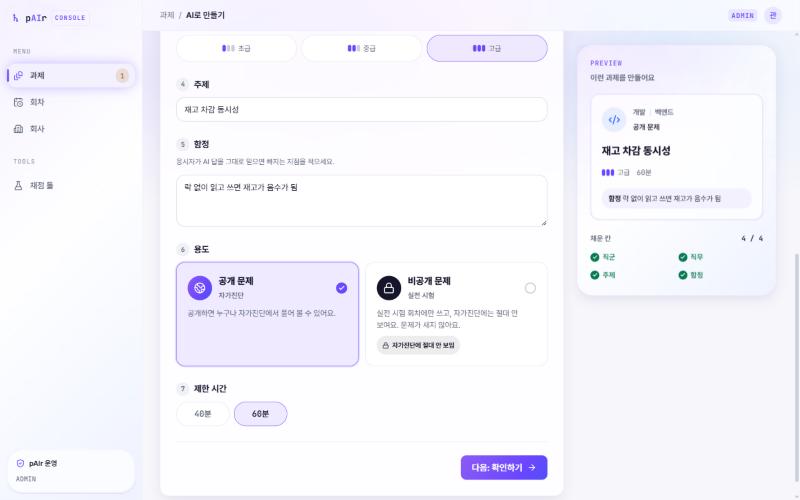 pAIr CONSOLE
과제 / AI로 만들기
ADMIN 관
MENU
과제 1
회차
회사
TOOLS
채점 툴
pAIr 운영
ADMIN
초급
중급
고급
4 주제
재고 차감 동시성
5 함정
응시자가 AI 답을 그대로 믿으면 빠지는 지점을 적으세요.
락 없이 읽고 쓰면 재고가 음수가 됨
6 용도
공개 문제
자가진단
공개하면 누구나 자가진단에서 풀어 볼 수 있어요.
비공개 문제
실전 시험
실전 시험 회차에만 쓰고, 자가진단에는 절대 안
보여요. 문제가 새지 않아요.
자가진단에 절대 안 보임
7 제한 시간
40분
60분
다음: 확인하기 →
PREVIEW
이런 과제를 만들어요
개발 백엔드
공개 문제
재고 차감 동시성
고급 60분
함정 락 없이 읽고 쓰면 재고가 음수가 됨
채운 칸 4 / 4
직군
직무
주제
함정